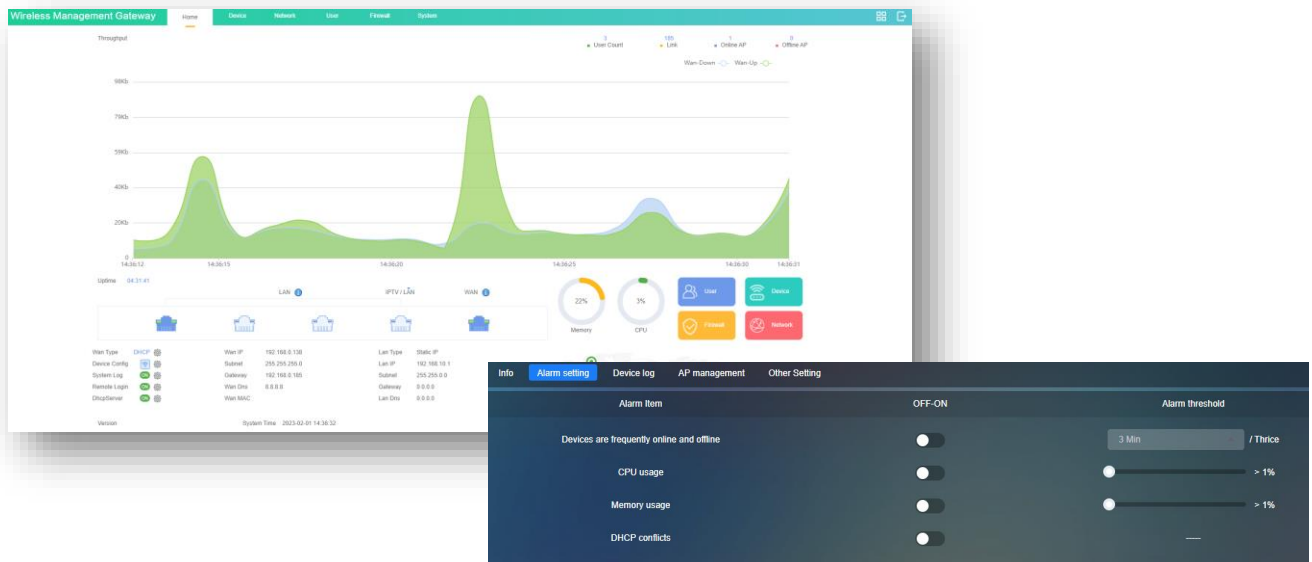 Wireless Management Gateway Home Device Network User Firewall System
Throughput
3 185 1 0
User Count Link Online AP Offline AP
Wan-Down Wan-Up
98Kb
79Kb
59Kb
40Kb
20Kb
0
14:36:12 14:36:15 14:36:20 14:36:25 14:36:30 14:36:31
Uptime 04:31:41
LAN IPTV / LAN WAN
22% 3%
Memory CPU
User Device
Firewall Network
Wan Type DHCP Wan IP 192.168.0.138 Lan Type Static IP
Device Config Subnet 255.255.255.0 Lan IP 192.168.10.1
System Log ON Gateway 192.168.0.185 Subnet 255.255.0.0
Remote Login ON Wan Dns 0.0.0.0 Gateway 0.0.0.0
DhcpServer ON Wan MAC Lan Dns 0.0.0.0
Version System Time 2023-02-01 14:36:32
Info Alarm setting Device log AP management Other Setting
Alarm Item OFF-ON Alarm threshold
Devices are frequently online and offline 3 Min / Thrice
CPU usage > 1%
Memory usage > 1%
DHCP conflicts —